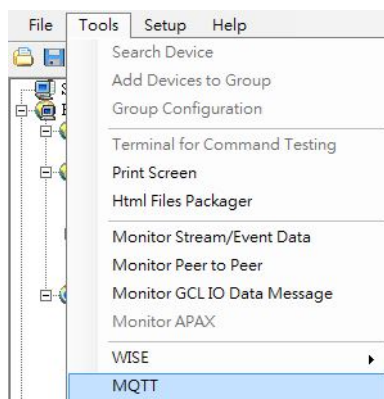 File Tools Setup Help
Search Device
Add Devices to Group
Group Configuration
Terminal for Command Testing
Print Screen
Html Files Packager
Monitor Stream/Event Data
Monitor Peer to Peer
Monitor GCL IO Data Message
Monitor APAX
WISE
MQTT